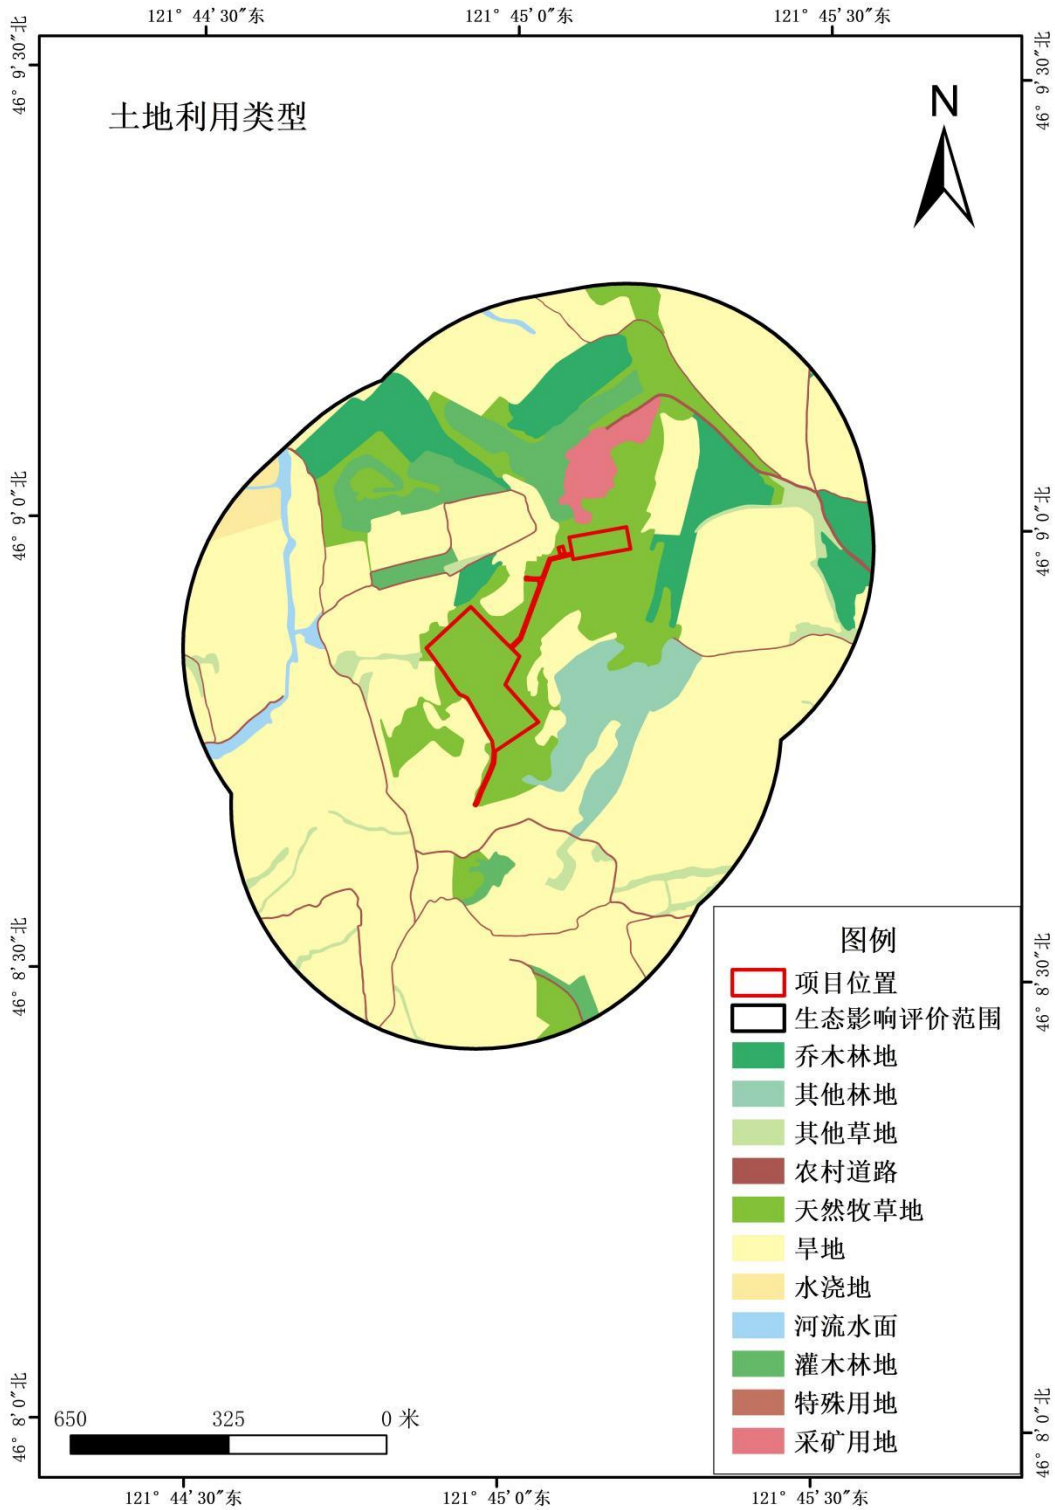 121° 44′30″东
121° 45′0″东
121° 45′30″东
46° 9′30″北
46° 9′30″北
土地利用类型
N
46° 9′0″北
46° 9′0″北
46° 8′30″北
46° 8′30″北
图例
项目位置
生态影响评价范围
乔木林地
其他林地
其他草地
农村道路
天然牧草地
旱地
水浇地
河流水面
灌木林地
特殊用地
采矿用地
46° 8′0″北
46° 8′0″北
650 325 0 米
121° 44′30″东
121° 45′0″东
121° 45′30″东